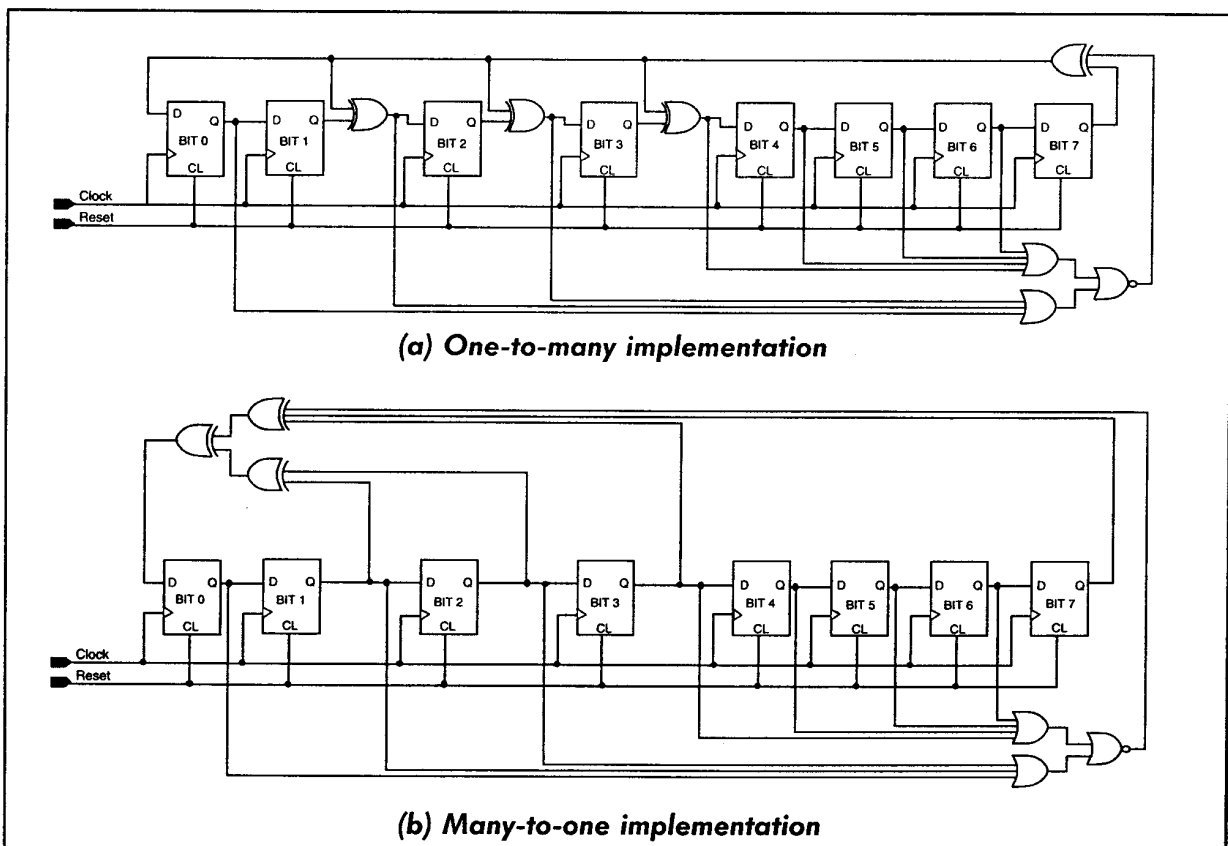 D Q D Q D Q D Q D Q D Q D Q D Q
BIT 0 BIT 1 BIT 2 BIT 3 BIT 4 BIT 5 BIT 6 BIT 7
CL CL CL CL CL CL CL CL
Clock
Reset
(a) One-to-many implementation
D Q D Q D Q D Q D Q D Q D Q D Q
BIT 0 BIT 1 BIT 2 BIT 3 BIT 4 BIT 5 BIT 6 BIT 7
CL CL CL CL CL CL CL CL
Clock
Reset
(b) Many-to-one implementation